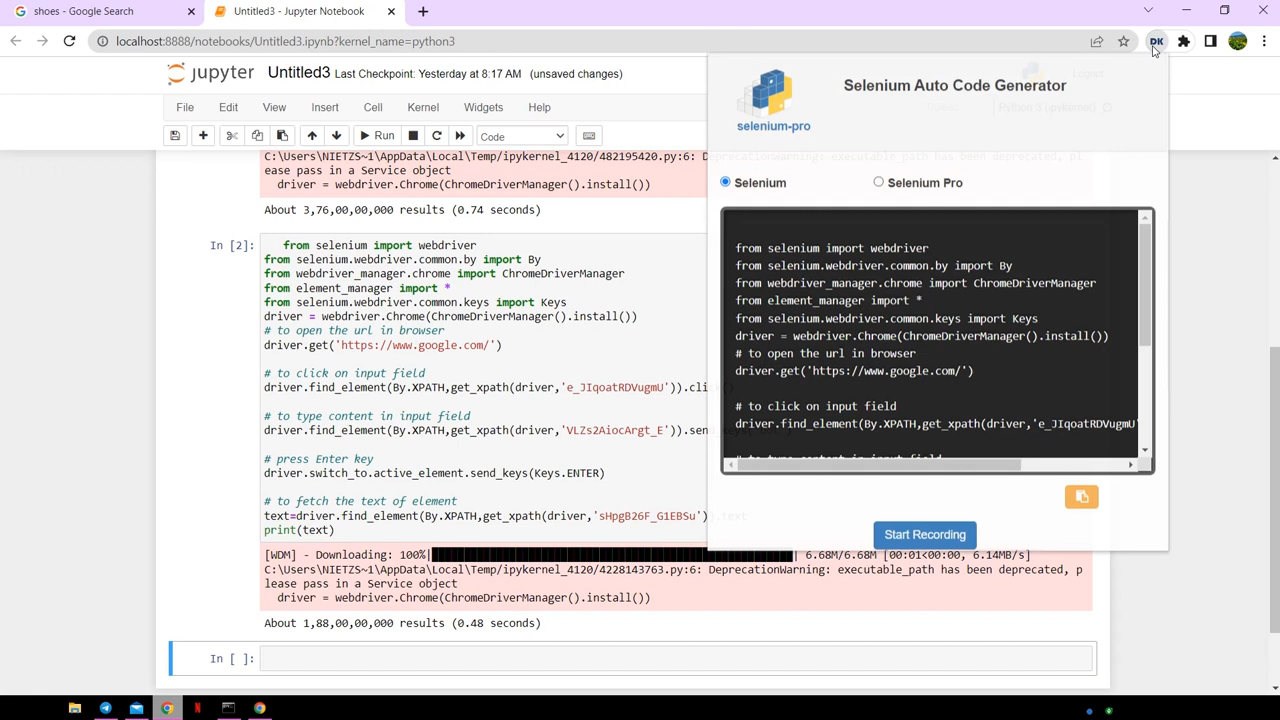 shoes - Google Search
Untitled3 - Jupyter Notebook
localhost:8888/notebooks/Untitled3.ipynb?kernel_name=python3
DK
jupyter Untitled3 Last Checkpoint: Yesterday at 8:17 AM (unsaved changes)
Logout
File Edit View Insert Cell Kernel Widgets Help
Run Code
C:\Users\NIETZS~1\AppData\Local\Temp/ipykernel_4120/482195420.py:6: DeprecationWarning: executable_path has been deprecated, pl
ease pass in a Service object
driver = webdriver.Chrome(ChromeDriverManager().install())
About 3,76,00,00,000 results (0.74 seconds)
In [2]:
from selenium import webdriver
from selenium.webdriver.common.by import By
from webdriver_manager.chrome import ChromeDriverManager
from element_manager import *
from selenium.webdriver.common.keys import Keys
driver = webdriver.Chrome(ChromeDriverManager().install())
# to open the url in browser
driver.get('https://www.google.com/')
# to click on input field
driver.find_element(By.XPATH,get_xpath(driver,'e_JIqoatRDVugmU')).cli
# to type content in input field
driver.find_element(By.XPATH,get_xpath(driver,'VLZs2AiocArgt_E')).sen
# press Enter key
driver.switch_to.active_element.send_keys(Keys.ENTER)
# to fetch the text of element
text=driver.find_element(By.XPATH,get_xpath(driver,'sHpgB26F_G1EBSu')).text
print(text)
[WDM] - Downloading: 100%| | 6.68M/6.68M [00:01<00:00, 6.14MB/s]
C:\Users\NIETZS~1\AppData\Local\Temp/ipykernel_4120/4228143763.py:6: DeprecationWarning: executable_path has been deprecated, p
lease pass in a Service object
driver = webdriver.Chrome(ChromeDriverManager().install())
About 1,88,00,00,000 results (0.48 seconds)
In [ ]:
selenium-pro
Selenium Auto Code Generator
Selenium
Selenium Pro
from selenium import webdriver
from selenium.webdriver.common.by import By
from webdriver_manager.chrome import ChromeDriverManager
from element_manager import *
from selenium.webdriver.common.keys import Keys
driver = webdriver.Chrome(ChromeDriverManager().install())
# to open the url in browser
driver.get('https://www.google.com/')
# to click on input field
driver.find_element(By.XPATH,get_xpath(driver,'e_JIqoatRDVugmU'
# to type content in input field
Start Recording